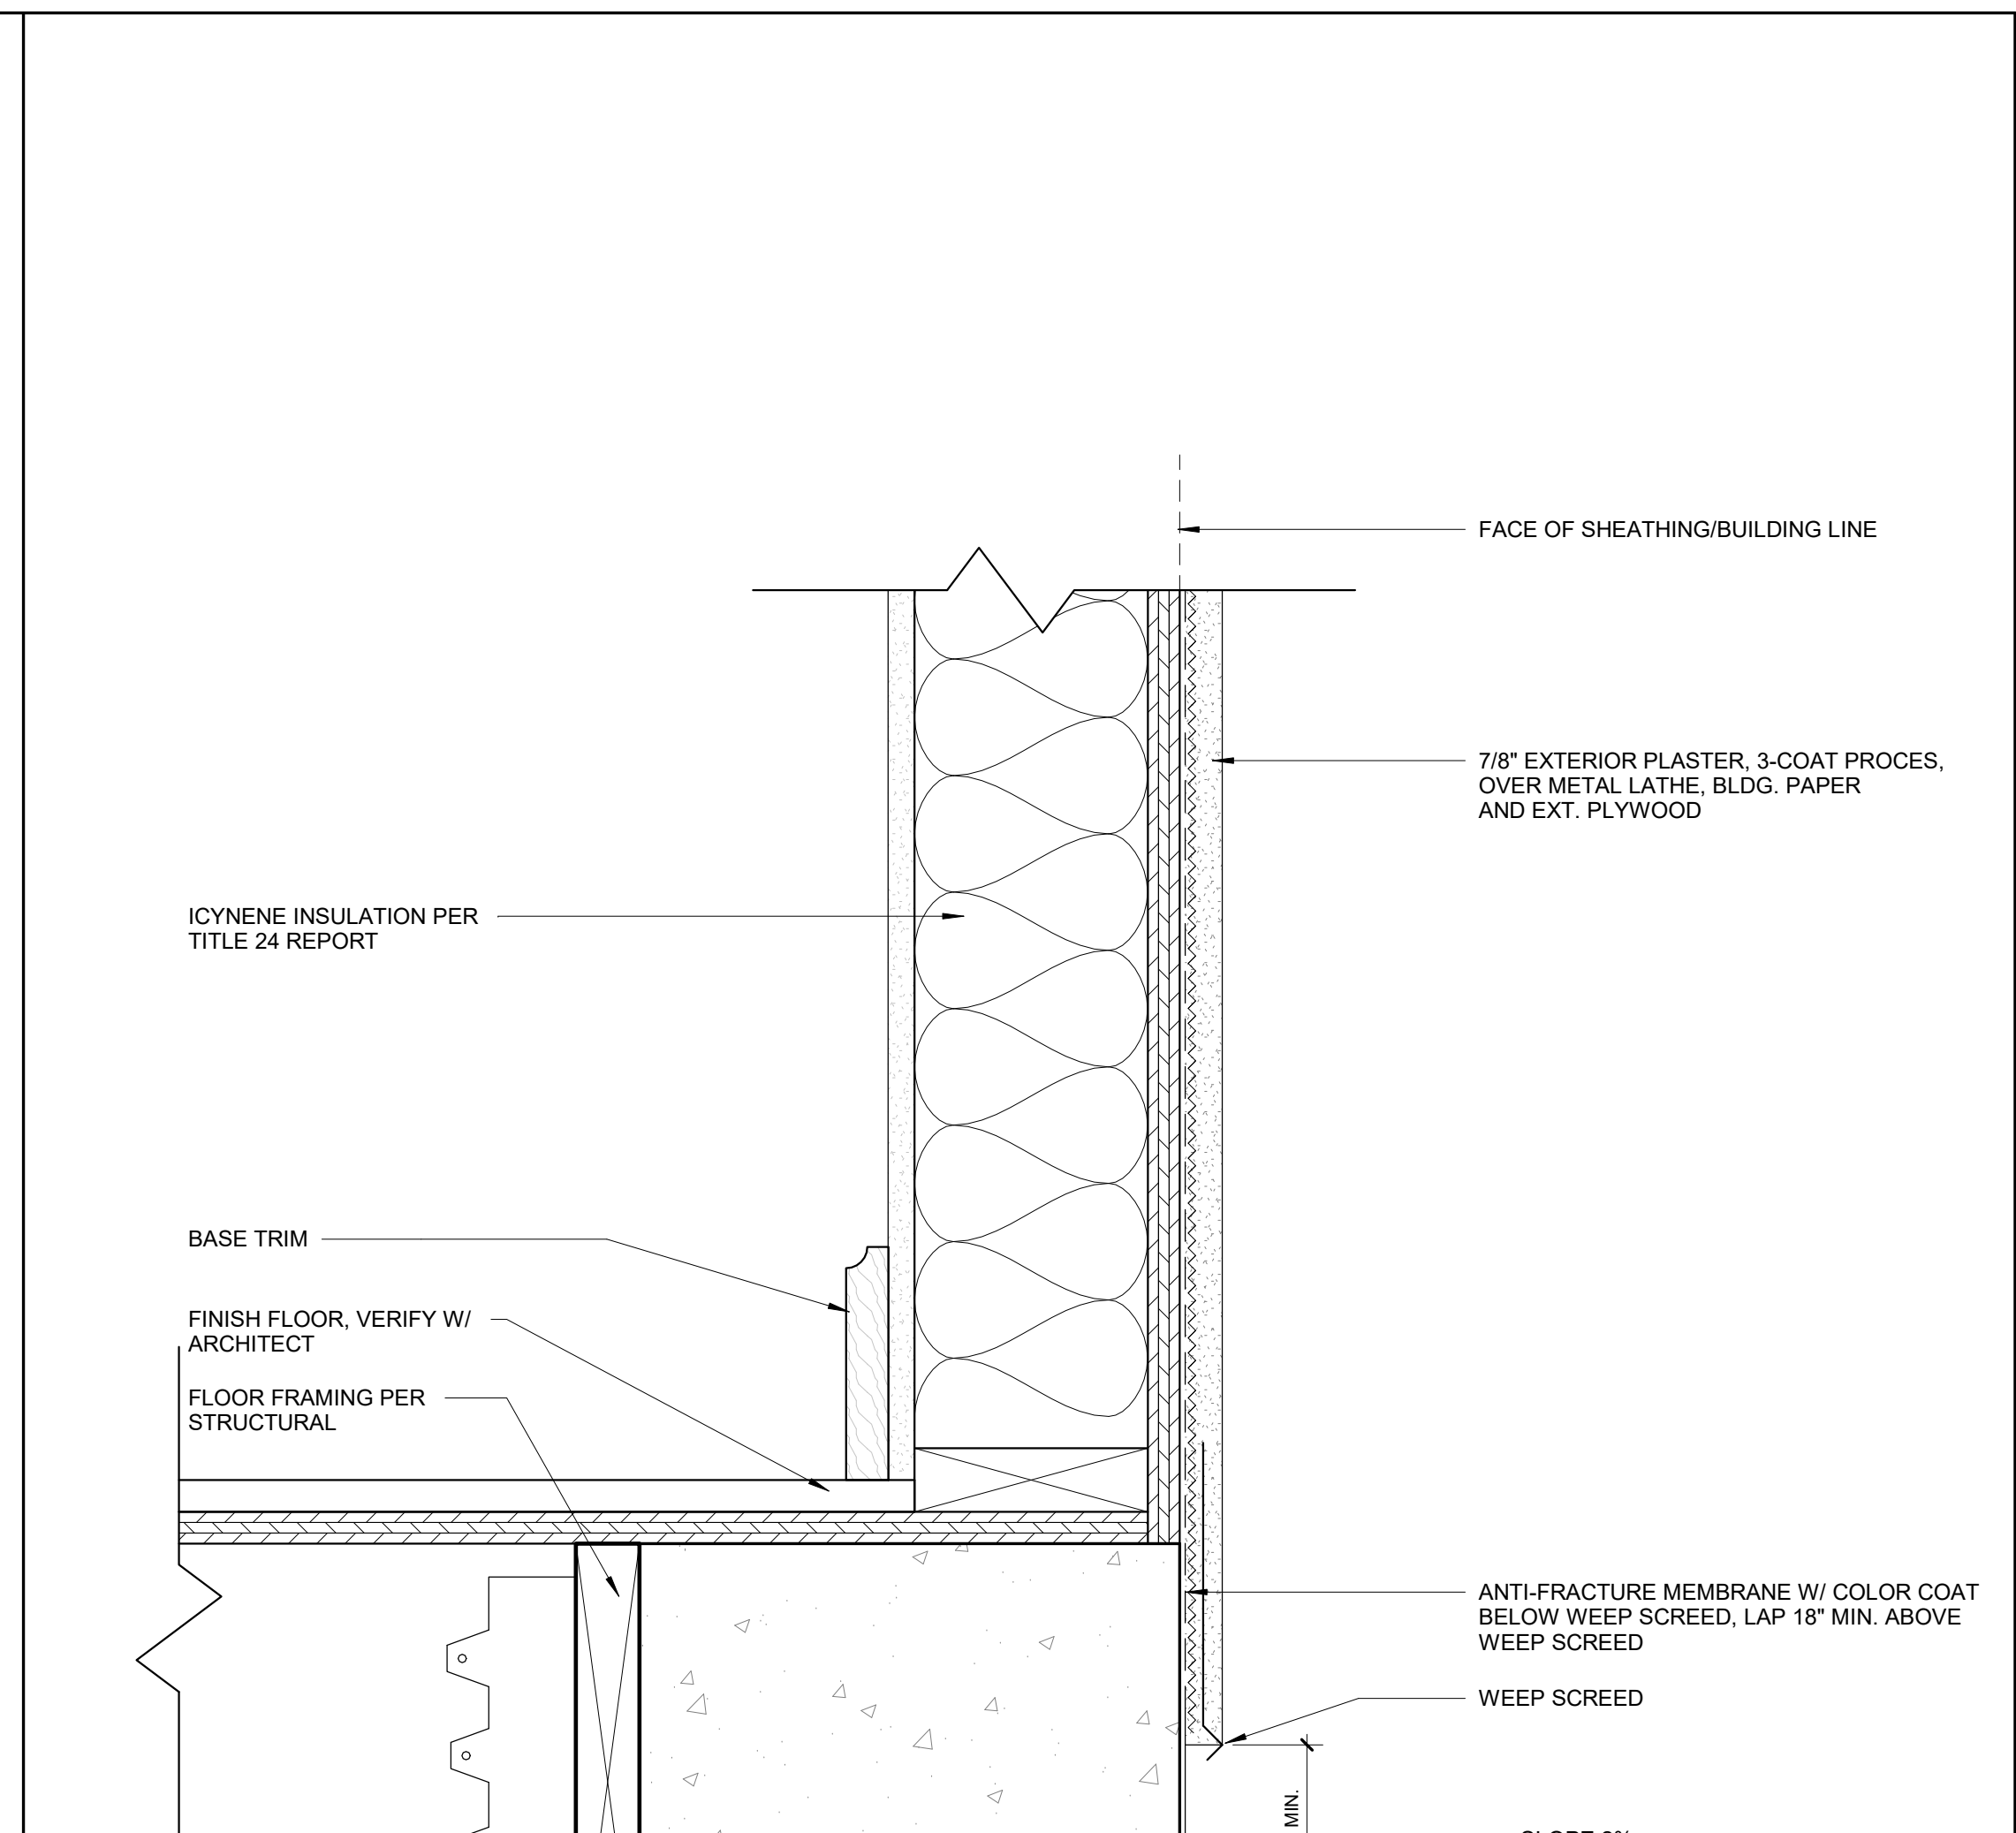 FACE OF SHEATHING/BUILDING LINE
7/8" EXTERIOR PLASTER, 3-COAT PROCES,
OVER METAL LATHE, BLDG. PAPER
AND EXT. PLYWOOD
ICYNENE INSULATION PER
TITLE 24 REPORT
BASE TRIM
FINISH FLOOR, VERIFY W/
ARCHITECT
FLOOR FRAMING PER
STRUCTURAL
ANTI-FRACTURE MEMBRANE W/ COLOR COAT
BELOW WEEP SCREED, LAP 18" MIN. ABOVE
WEEP SCREED
WEEP SCREED
MIN.
SLOPE